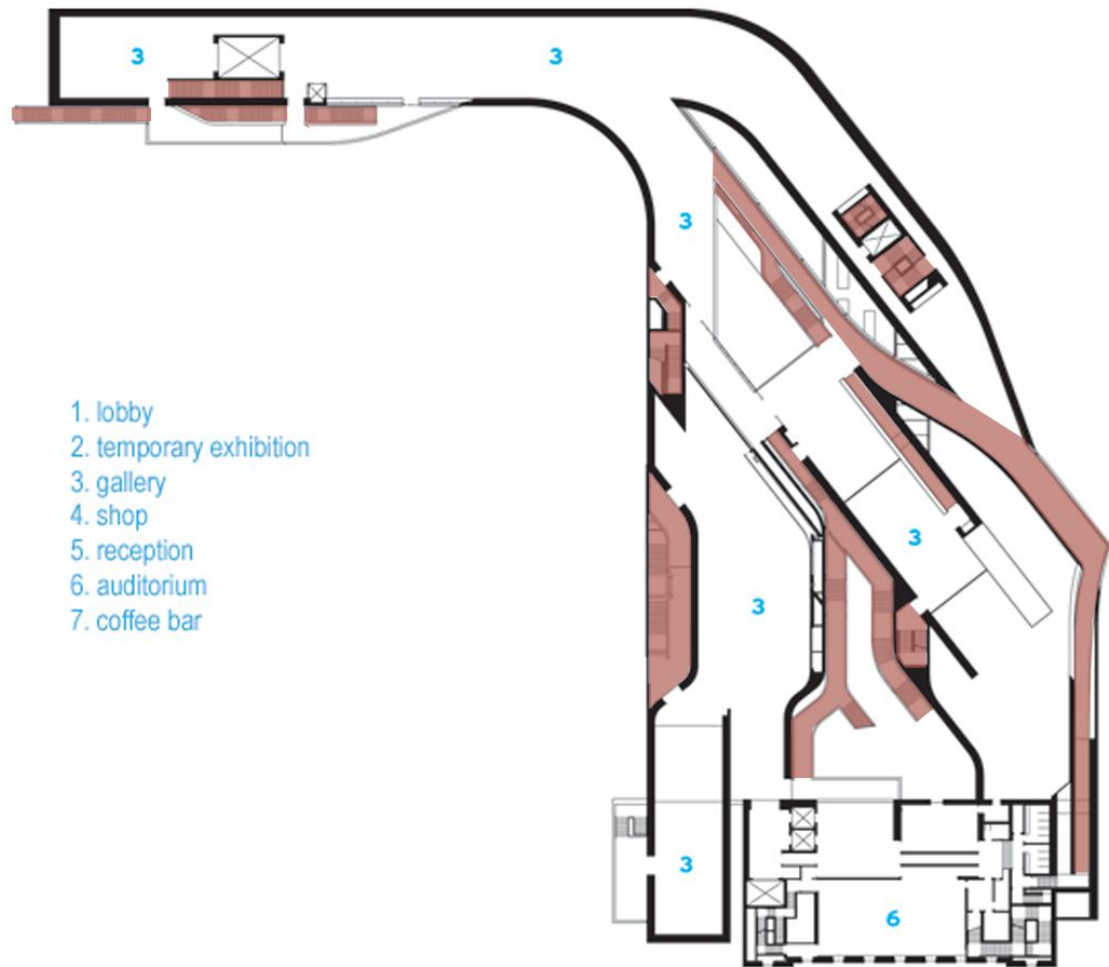 3 3
3
1. lobby
2. temporary exhibition
3. gallery
4. shop
5. reception
6. auditorium
7. coffee bar
3
3
3
6